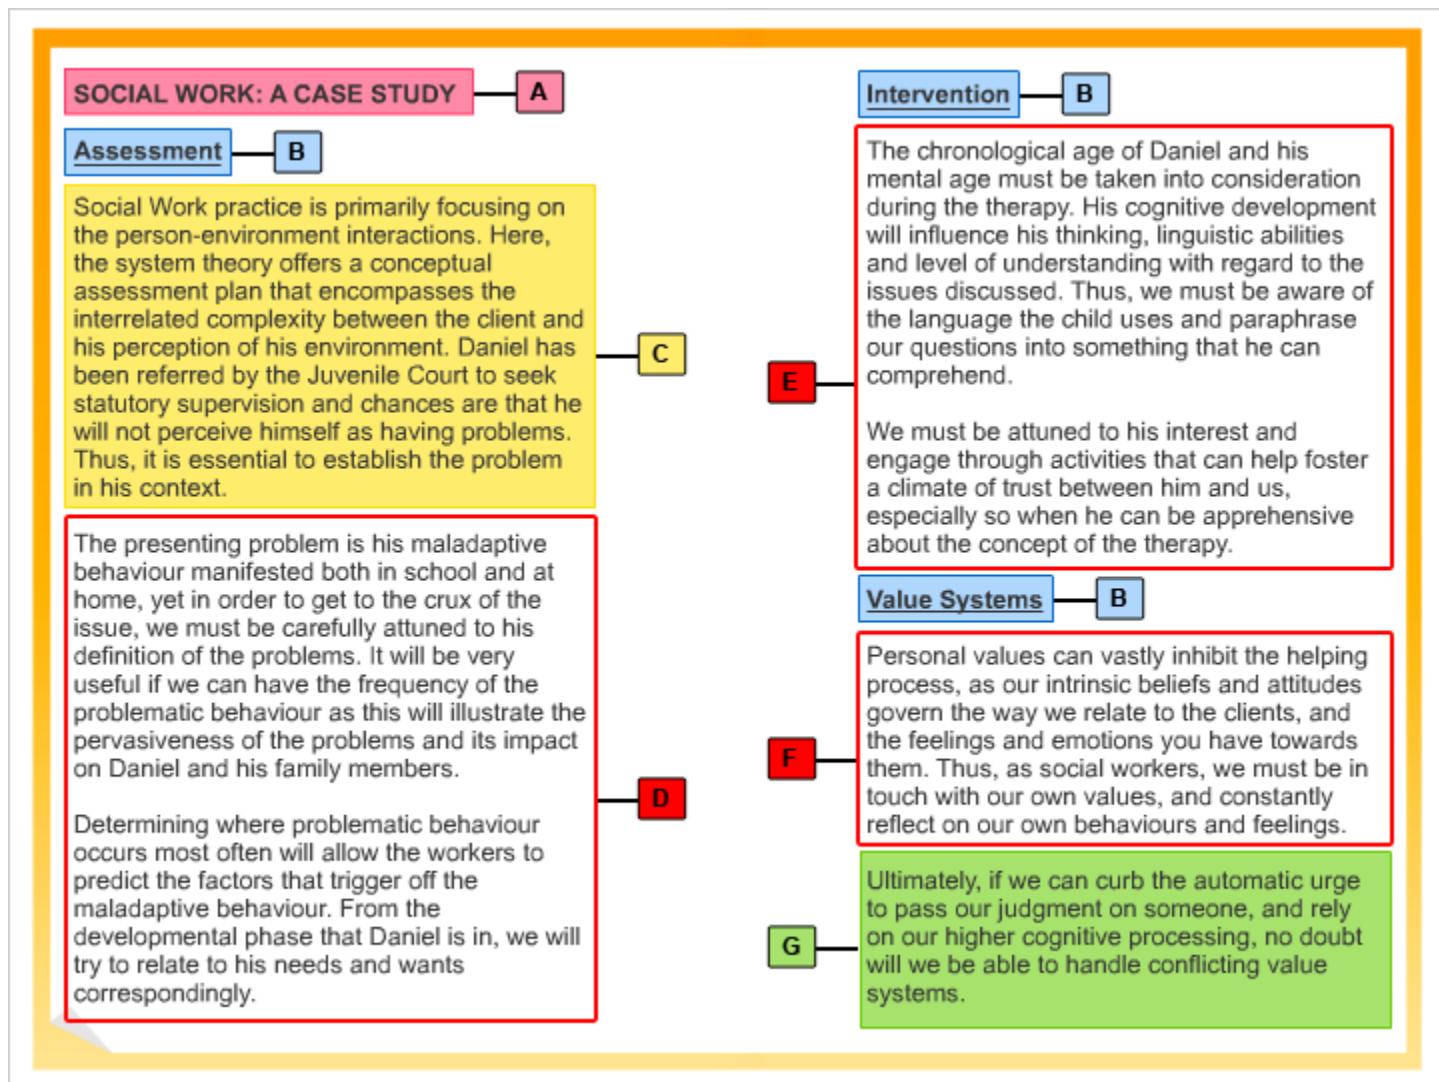 SOCIAL WORK: A CASE STUDY
A
Assessment
B
Social Work practice is primarily focusing on
the person-environment interactions. Here,
the system theory offers a conceptual
assessment plan that encompasses the
interrelated complexity between the client and
his perception of his environment. Daniel has
been referred by the Juvenile Court to seek
statutory supervision and chances are that he
will not perceive himself as having problems.
Thus, it is essential to establish the problem
in his context.
C
The presenting problem is his maladaptive
behaviour manifested both in school and at
home, yet in order to get to the crux of the
issue, we must be carefully attuned to his
definition of the problems. It will be very
useful if we can have the frequency of the
problematic behaviour as this will illustrate the
pervasiveness of the problems and its impact
on Daniel and his family members.
Determining where problematic behaviour
occurs most often will allow the workers to
predict the factors that trigger off the
maladaptive behaviour. From the
developmental phase that Daniel is in, we will
try to relate to his needs and wants
correspondingly.
D
Intervention
B
The chronological age of Daniel and his
mental age must be taken into consideration
during the therapy. His cognitive development
will influence his thinking, linguistic abilities
and level of understanding with regard to the
issues discussed. Thus, we must be aware of
the language the child uses and paraphrase
our questions into something that he can
comprehend.
We must be attuned to his interest and
engage through activities that can help foster
a climate of trust between him and us,
especially so when he can be apprehensive
about the concept of the therapy.
E
Value Systems
B
Personal values can vastly inhibit the helping
process, as our intrinsic beliefs and attitudes
govern the way we relate to the clients, and
the feelings and emotions you have towards
them. Thus, as social workers, we must be in
touch with our own values, and constantly
reflect on our own behaviours and feelings.
F
Ultimately, if we can curb the automatic urge
to pass our judgment on someone, and rely
on our higher cognitive processing, no doubt
will we be able to handle conflicting value
systems.
G